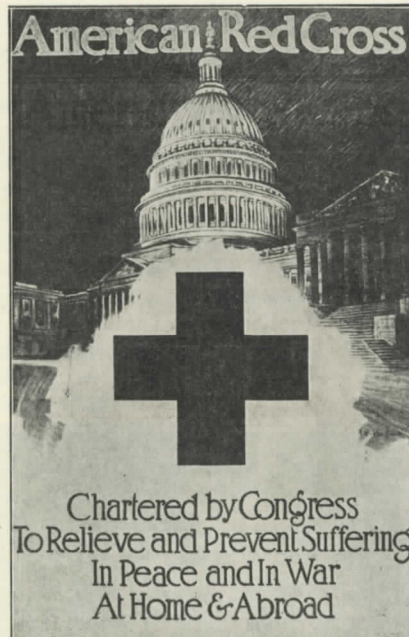 American Red Cross
Chartered by Congress
To Relieve and Prevent Suffering
In Peace and In War
At Home & Abroad